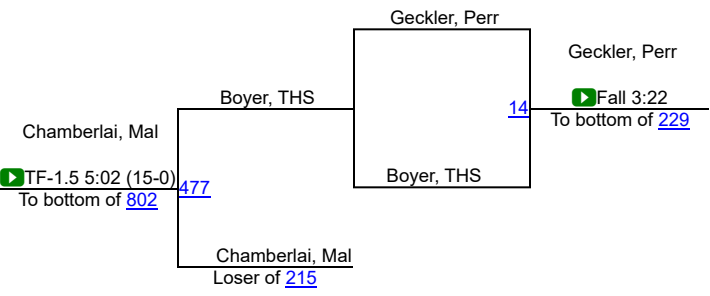 Geckler, Perr
Geckler, Perr
Boyer, THS
Fall 3:22
14
To bottom of 229
Chamberlai, Mal
TF-1.5 5:02 (15-0)
Boyer, THS
477
To bottom of 802
Chamberlai, Mal
Loser of 215